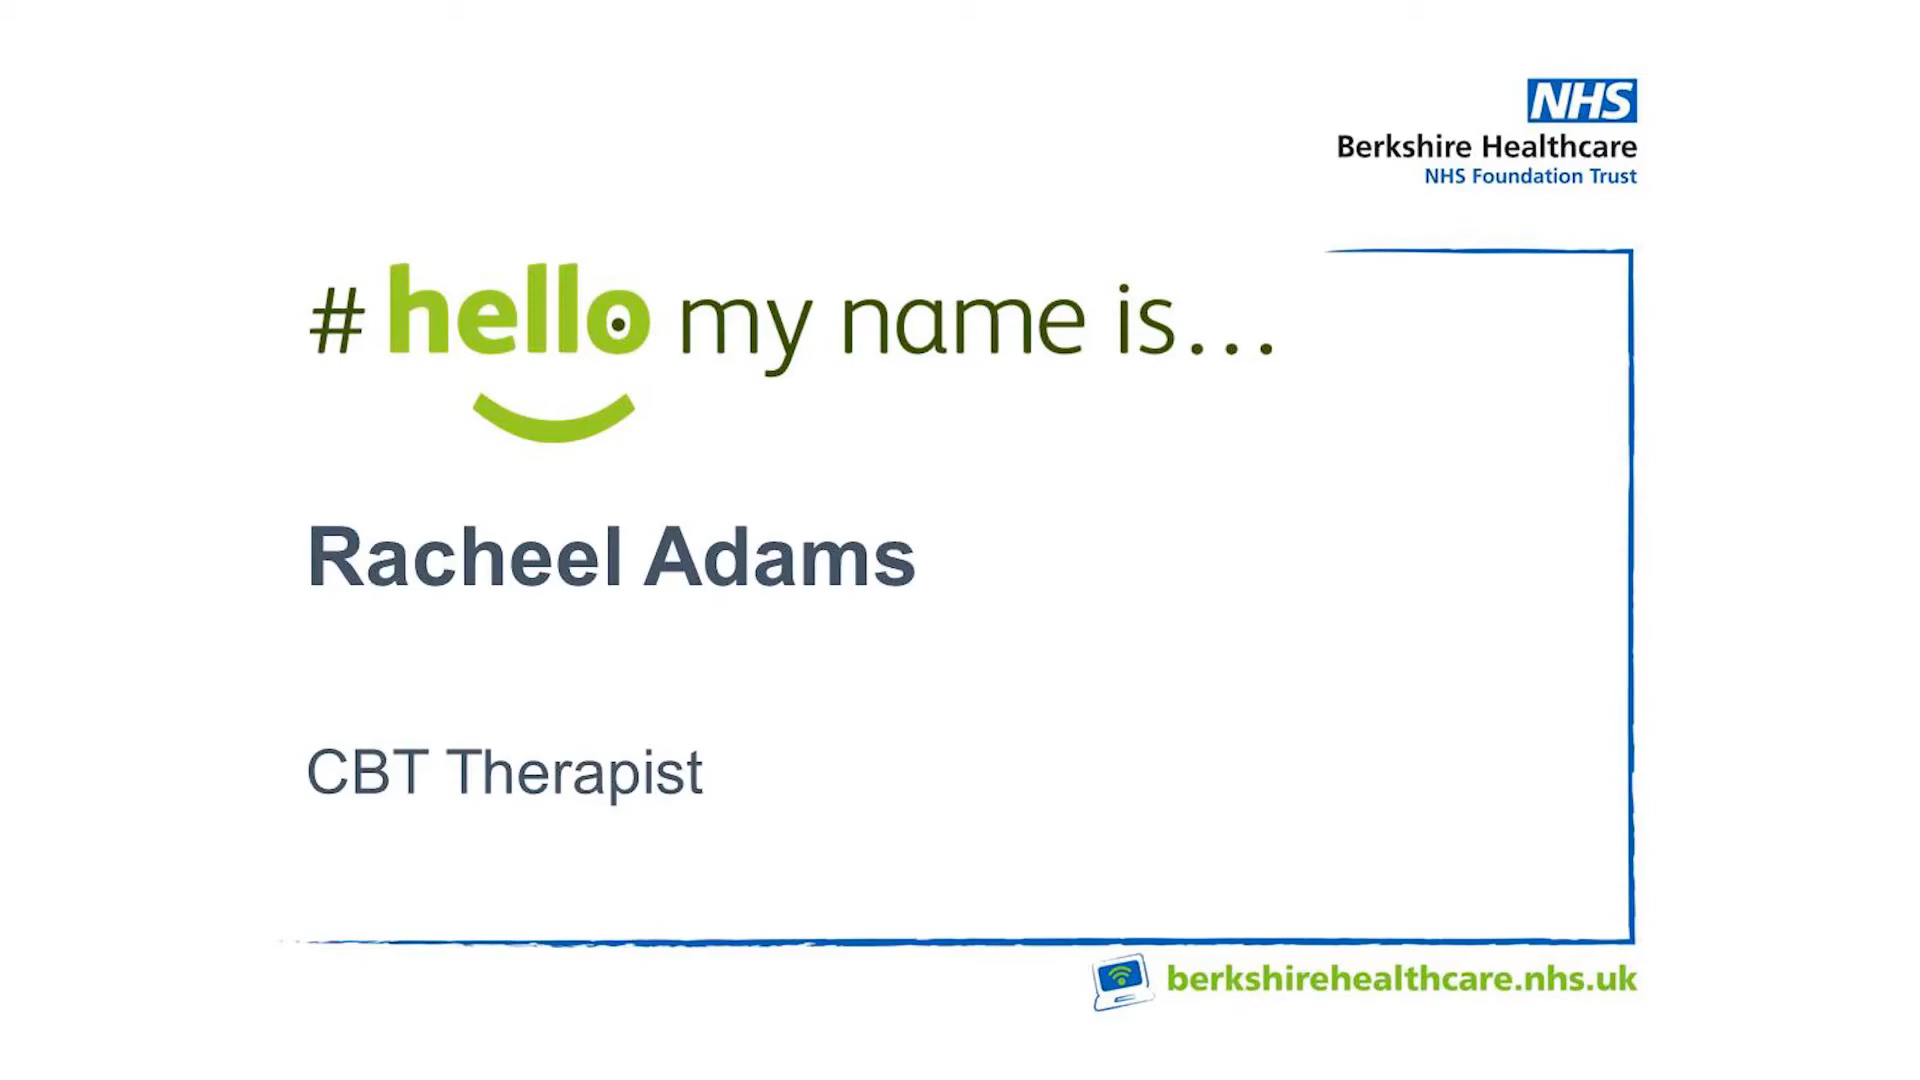 NHS
Berkshire Healthcare
NHS Foundation Trust
#hello my name is...
Racheel Adams
CBT Therapist
berkshirehealthcare.nhs.uk